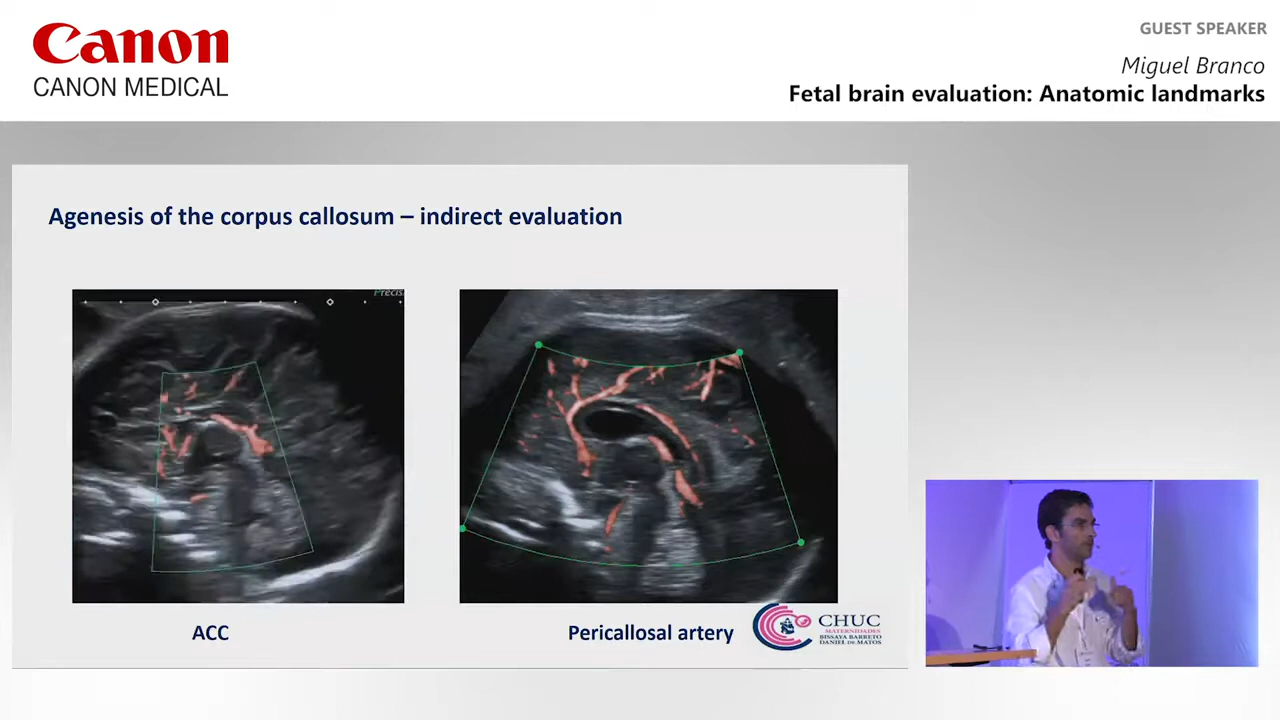 Canon
CANON MEDICAL
GUEST SPEAKER
Miguel Branco
Fetal brain evaluation: Anatomic landmarks
Agenesis of the corpus callosum – indirect evaluation
Precis
ACC
Pericallosal artery
CHUC
MATERNIDADES
BISSAYA BARRETO
DANIEL DE MATOS